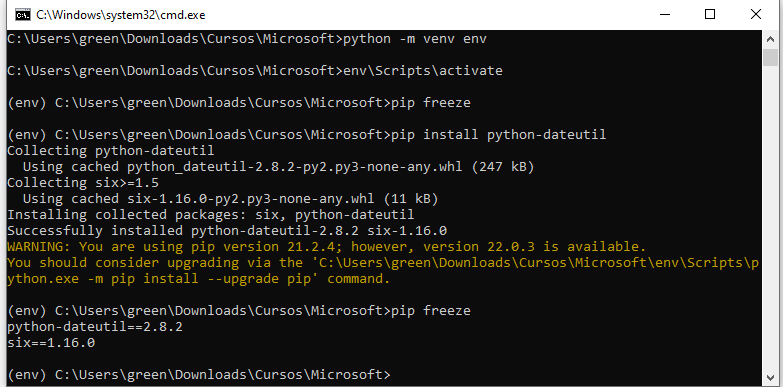 C:\Windows\system32\cmd.exe
C:\Users\green\Downloads\Cursos\Microsoft>python -m venv env
C:\Users\green\Downloads\Cursos\Microsoft>env\Scripts\activate
(env) C:\Users\green\Downloads\Cursos\Microsoft>pip freeze
(env) C:\Users\green\Downloads\Cursos\Microsoft>pip install python-dateutil
Collecting python-dateutil
  Using cached python_dateutil-2.8.2-py2.py3-none-any.whl (247 kB)
Collecting six>=1.5
  Using cached six-1.16.0-py2.py3-none-any.whl (11 kB)
Installing collected packages: six, python-dateutil
Successfully installed python-dateutil-2.8.2 six-1.16.0
WARNING: You are using pip version 21.2.4; however, version 22.0.3 is available.
You should consider upgrading via the 'C:\Users\green\Downloads\Cursos\Microsoft\env\Scripts\p
ython.exe -m pip install --upgrade pip' command.
(env) C:\Users\green\Downloads\Cursos\Microsoft>pip freeze
python-dateutil==2.8.2
six==1.16.0
(env) C:\Users\green\Downloads\Cursos\Microsoft>